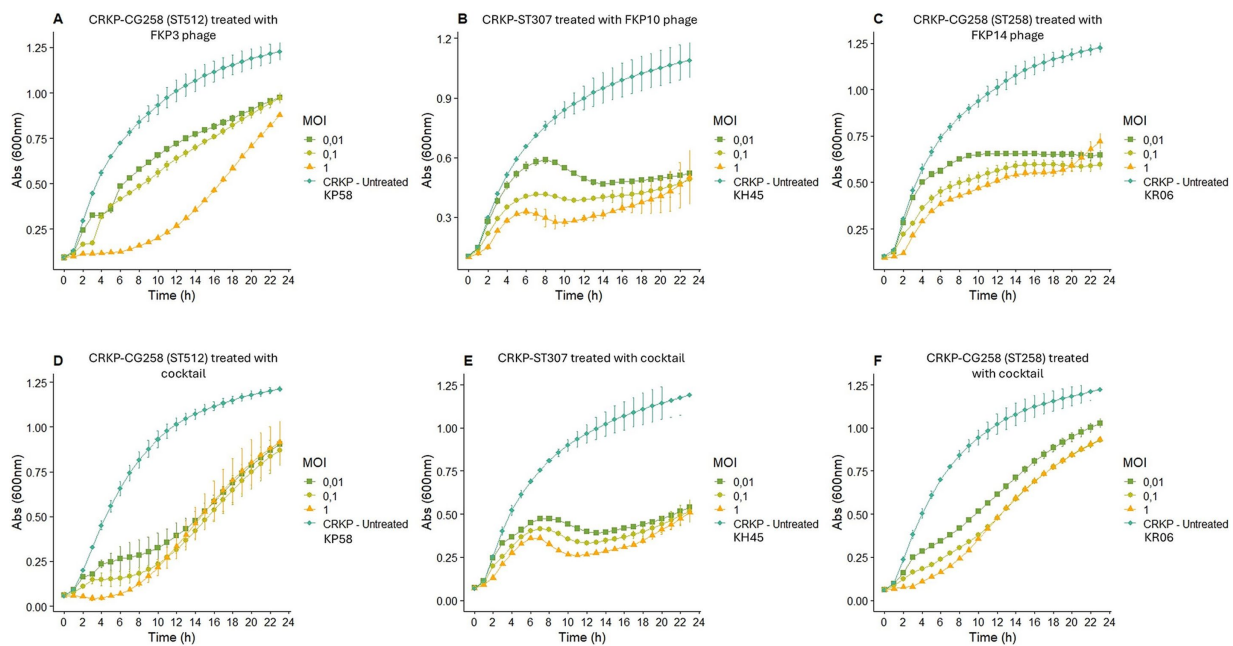 A
CRKP-CG258 (ST512) treated with
FKP3 phage
Abs (600nm)
1.25
1.00
0.75
0.50
0.25
0 2 4 6 8 10 12 14 16 18 20 22 24
Time (h)
MOI
0,01
0,1
1
CRKP - Untreated
KP58
B
CRKP-ST307 treated with FKP10 phage
Abs (600nm)
1.2
0.9
0.6
0.3
0 2 4 6 8 10 12 14 16 18 20 22 24
Time (h)
MOI
0,01
0,1
1
CRKP - Untreated
KH45
C
CRKP-CG258 (ST258) treated with
FKP14 phage
Abs (600nm)
1.25
1.00
0.75
0.50
0.25
0 2 4 6 8 10 12 14 16 18 20 22 24
Time (h)
MOI
0,01
0,1
1
CRKP - Untreated
KR06
D
CRKP-CG258 (ST512) treated with
cocktail
Abs (600nm)
1.25
1.00
0.75
0.50
0.25
0.00
0 2 4 6 8 10 12 14 16 18 20 22 24
Time (h)
MOI
0,01
0,1
1
CRKP - Untreated
KP58
E
CRKP-ST307 treated with cocktail
Abs (600nm)
1.25
1.00
0.75
0.50
0.25
0.00
0 2 4 6 8 10 12 14 16 18 20 22 24
Time (h)
MOI
0,01
0,1
1
CRKP - Untreated
KH45
F
CRKP-CG258 (ST258) treated
with cocktail
Abs (600nm)
1.25
1.00
0.75
0.50
0.25
0.00
0 2 4 6 8 10 12 14 16 18 20 22 24
Time (h)
MOI
0,01
0,1
1
CRKP - Untreated
KR06